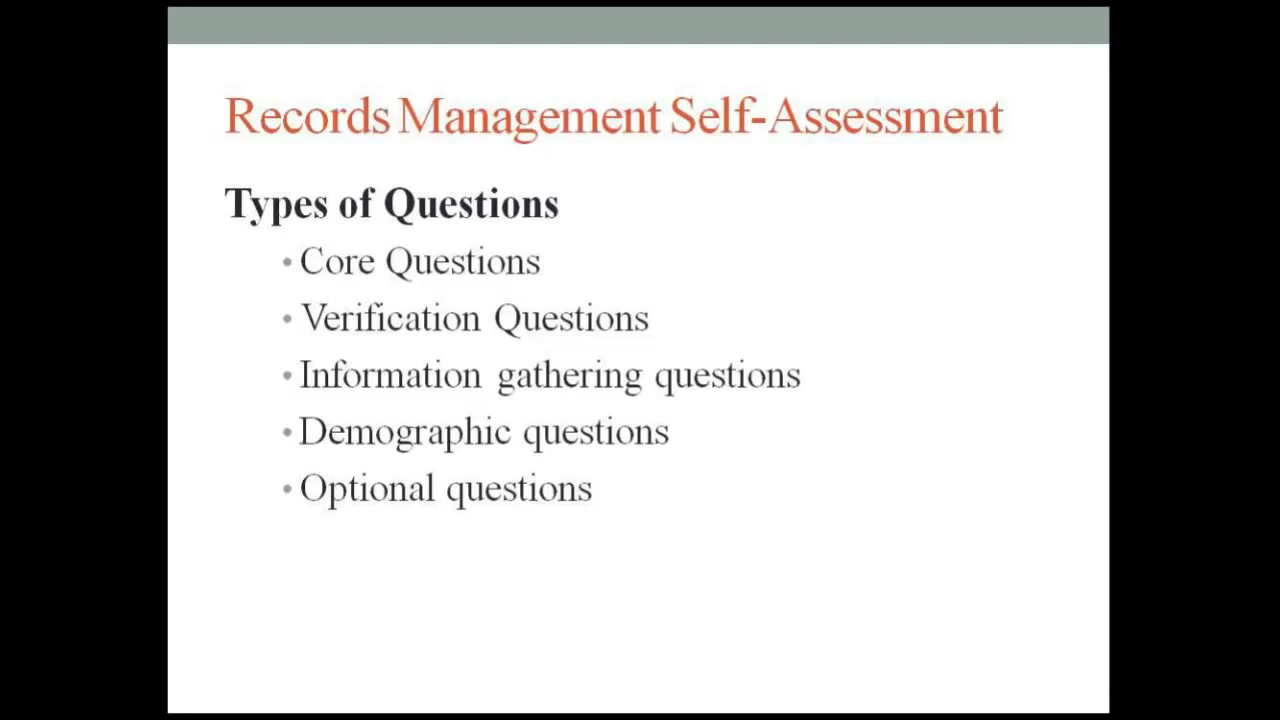 Records Management Self-Assessment
Types of Questions
• Core Questions
• Verification Questions
• Information gathering questions
• Demographic questions
• Optional questions